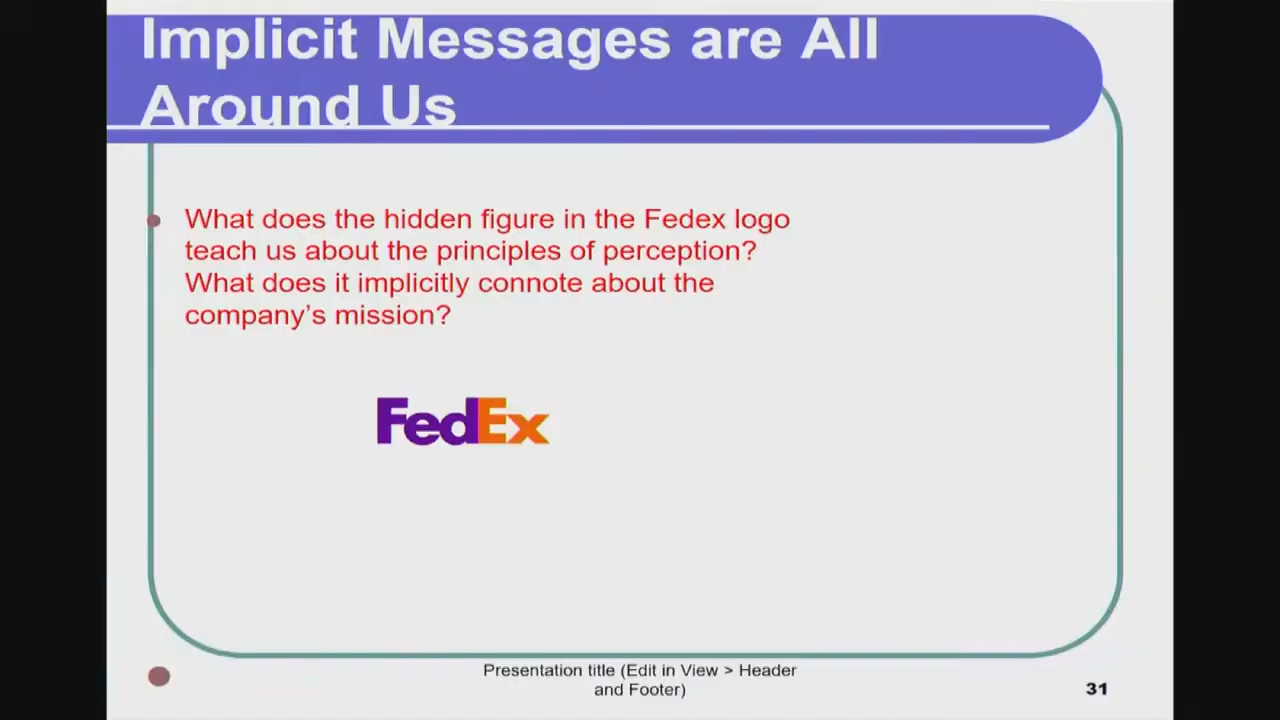 Implicit Messages are All
Around Us
What does the hidden figure in the Fedex logo
teach us about the principles of perception?
What does it implicitly connote about the
company’s mission?
FedEx
Presentation title (Edit in View > Header
and Footer)
31